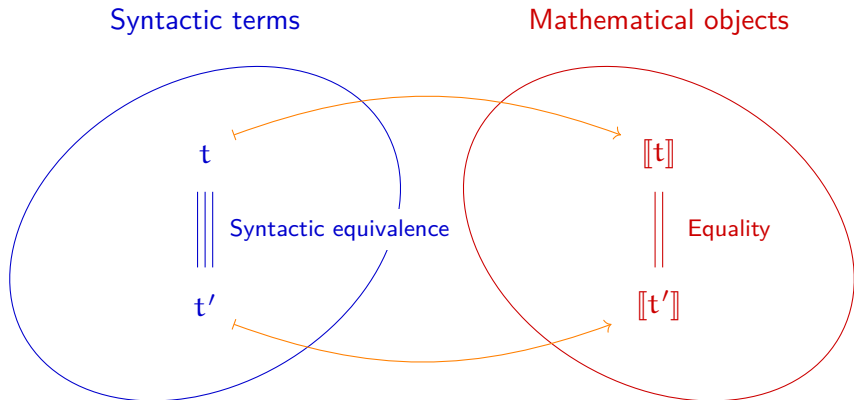 Syntactic terms
Mathematical objects
t
⟦t⟧
Syntactic equivalence
Equality
t′
⟦t′⟧